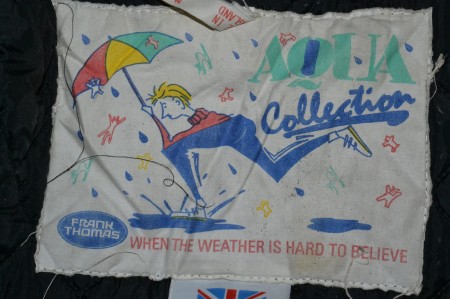 AQUA
Collection
FRANK
THOMAS
WHEN THE WEATHER IS HARD TO BELIEVE